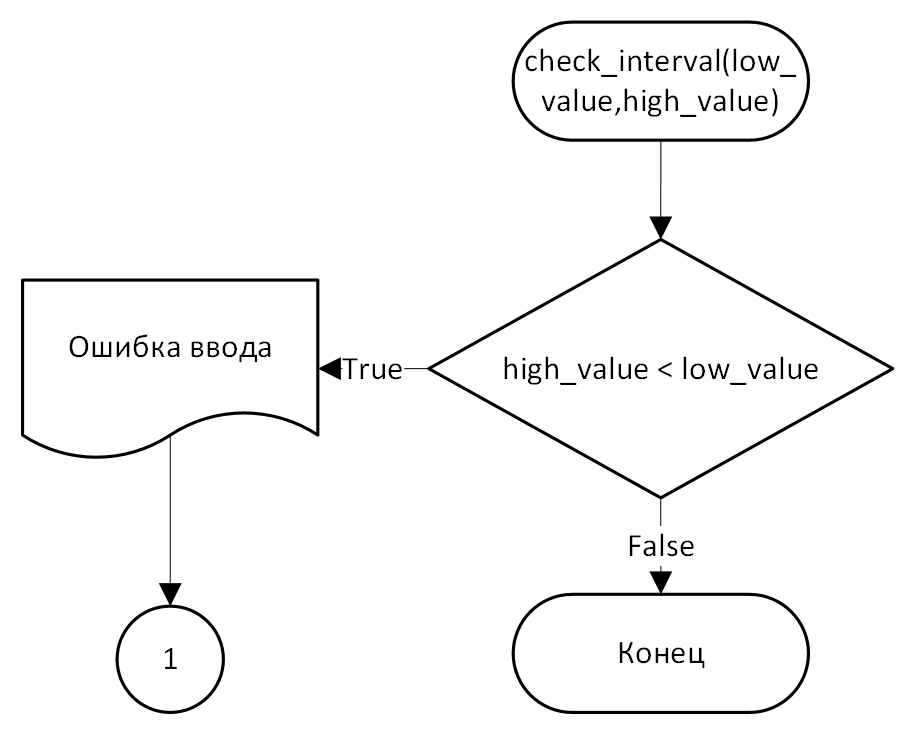 check_interval(low_
value,high_value)
Ошибка ввода
True
high_value < low_value
False
1
Конец